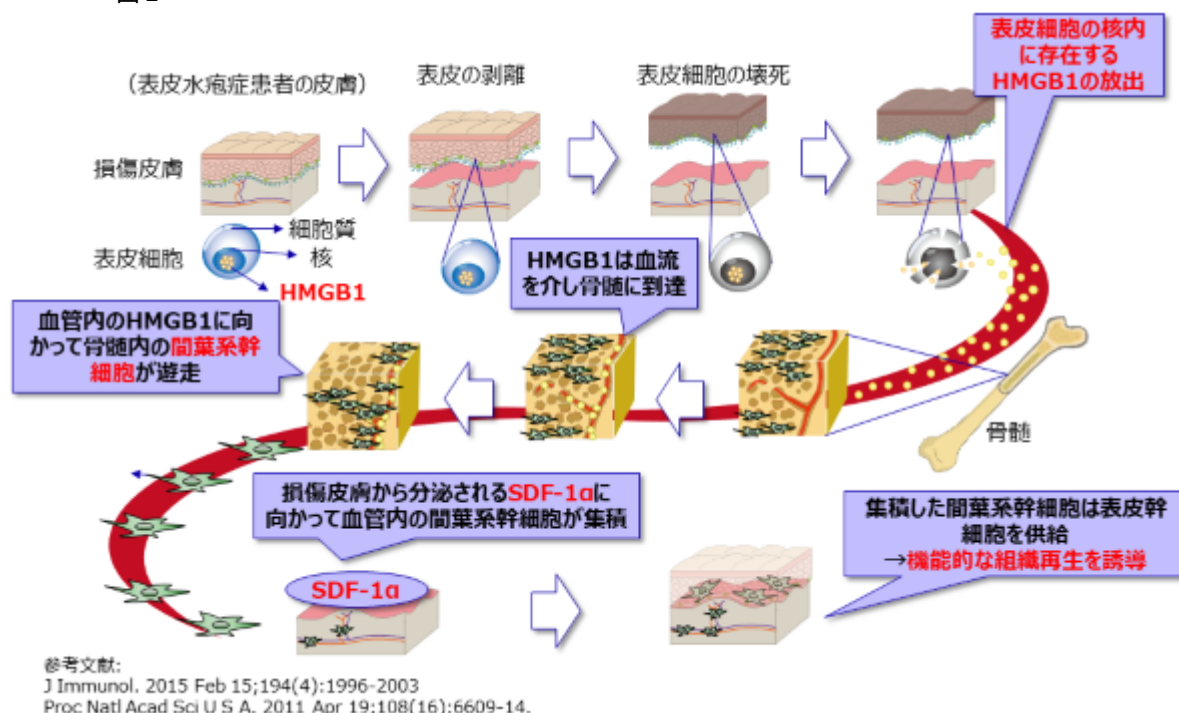 表皮細胞の核内
に存在する
HMGB1の放出
（表皮水疱症患者の皮膚）
表皮の剥離
表皮細胞の壊死
損傷皮膚
細胞質
表皮細胞
核
HMGB1
HMGB1は血流
を介し骨髄に到達
血管内のHMGB1に向
かって骨髄内の間葉系幹
細胞が遊走
骨髄
損傷皮膚から分泌されるSDF-1αに
向かって血管内の間葉系幹細胞が集積
集積した間葉系幹細胞は表皮幹
細胞を供給
→機能的な組織再生を誘導
SDF-1α
参考文献:
J Immunol. 2015 Feb 15;194(4):1996-2003
Proc Natl Acad Sci U S A. 2011 Apr 19;108(16):6609-14.